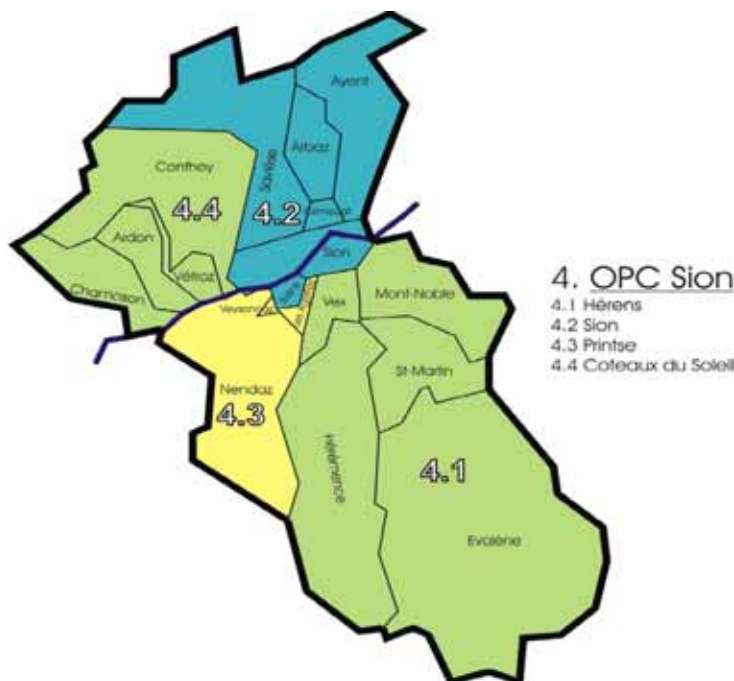 Ayent
Arbaz
Conthey
Savièse
4.4
4.2
Ardon
Sion
Vétroz
Vex
Mont-Noble
Chamoson
4. OPC Sion
4.1 Hérens
4.2 Sion
4.3 Printse
4.4 Coteaux du Soleil
St-Martin
Nendaz
4.3
Hérémence
4.1
Evolène